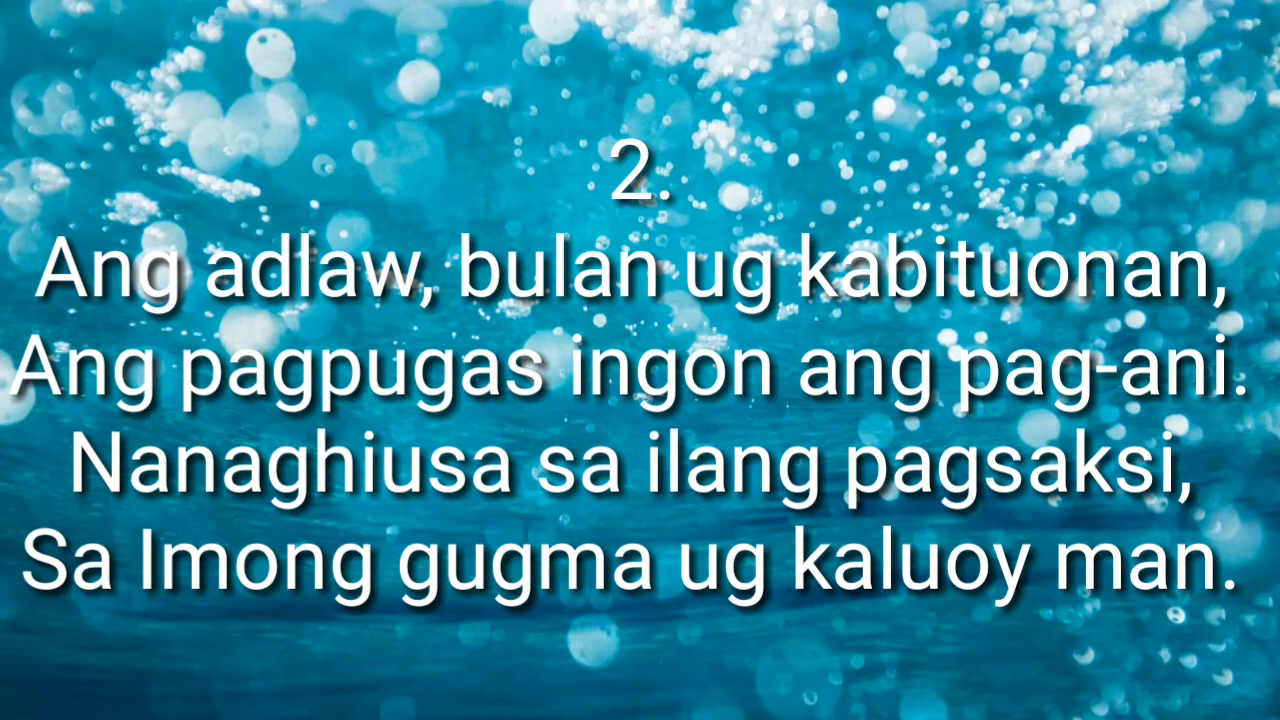 2.
Ang adlaw, bulan ug kabituonan,
Ang pagpugas ingon ang pag-ani.
Nanaghiusa sa ilang pagsaksi,
Sa Imong gugma ug kaluoy man.